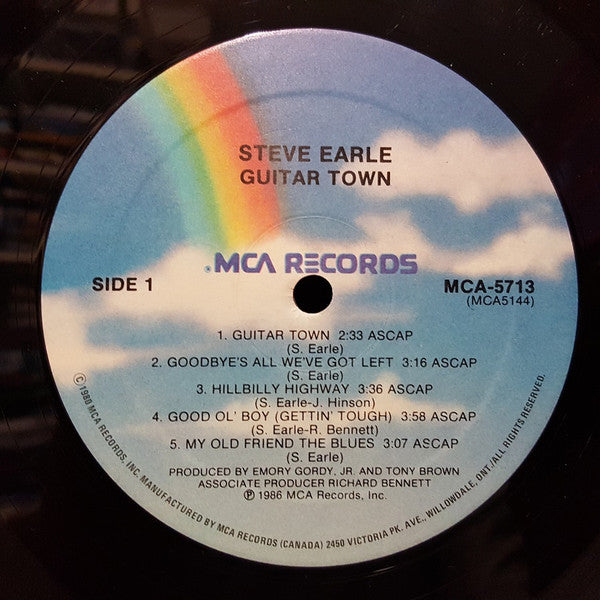 STEVE EARLE
GUITAR TOWN
MCA RECORDS
SIDE 1
MCA-5713
(MCA5144)
1. GUITAR TOWN 2:33 ASCAP
(S. Earle)
2. GOODBYE'S ALL WE'VE GOT LEFT 3:16 ASCAP
(S. Earle)
3. HILLBILLY HIGHWAY 3:36 ASCAP
(S. Earle-J. Hinson)
4. GOOD OL' BOY (GETTIN' TOUGH) 3:58 ASCAP
(S. Earle-R. Bennett)
5. MY OLD FRIEND THE BLUES 3:07 ASCAP
(S. Earle)
PRODUCED BY EMORY GORDY, JR. AND TONY BROWN
ASSOCIATE PRODUCER RICHARD BENNETT
℗ 1986 MCA Records, Inc.
© 1980 MCA RECORDS, INC. MANUFACTURED BY MCA RECORDS (CANADA) 2450 VICTORIA PK. AVE., WILLOWDALE, ONT./ALL RIGHTS RESERVED.